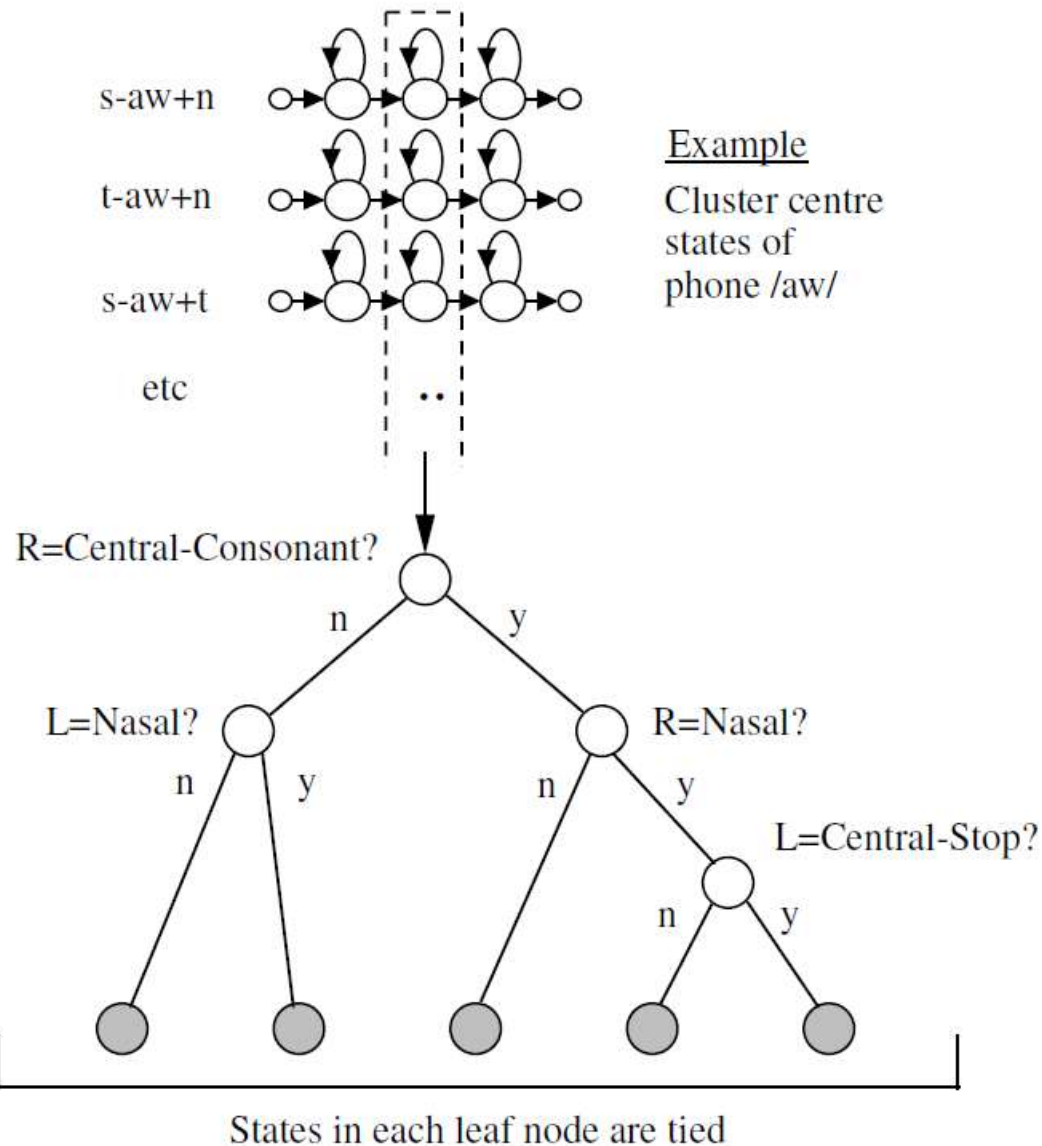 s-aw+n
t-aw+n
s-aw+t
etc
..
Example
Cluster centre
states of
phone /aw/
R=Central-Consonant?
n
y
L=Nasal?
R=Nasal?
n
y
n
y
L=Central-Stop?
n
y
States in each leaf node are tied